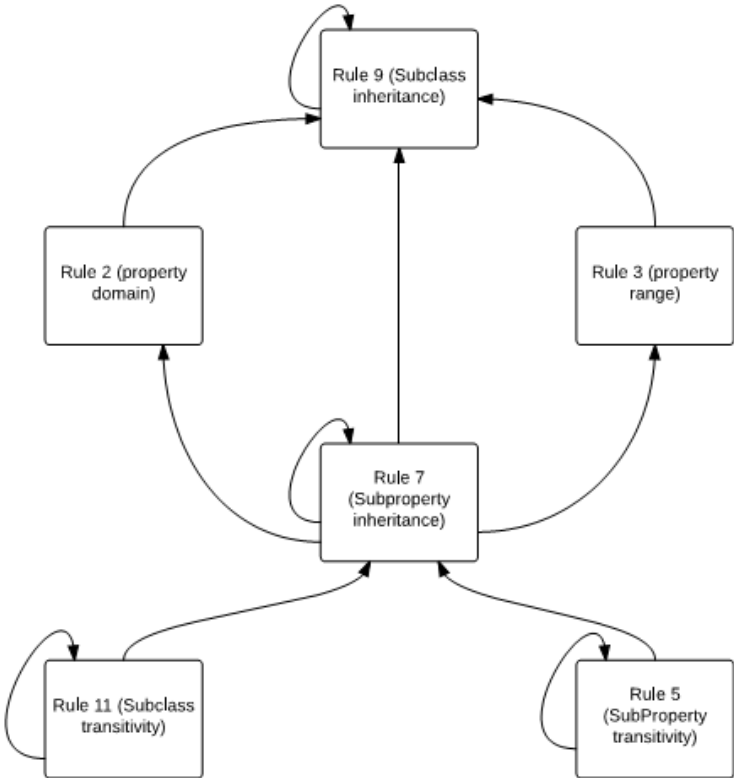 Rule 9 (Subclass
inheritance)
Rule 2 (property
domain)
Rule 3 (property
range)
Rule 7
(Subproperty
inheritance)
Rule 11 (Subclass
transitivity)
Rule 5
(SubProperty
transitivity)